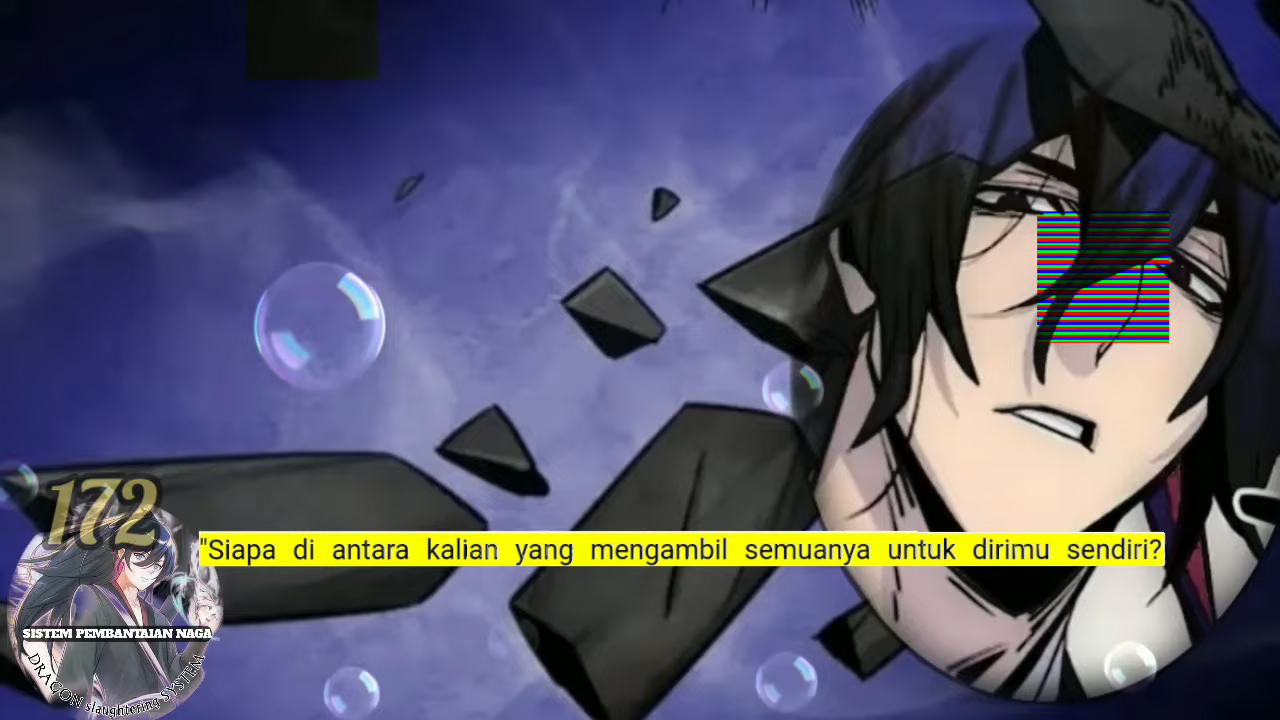 172
"Siapa di antara kalian yang mengambil semuanya untuk dirimu sendiri?
SISTEM PEMBANTAIAN NAGA
DRAGON slaughtering SYSTEM